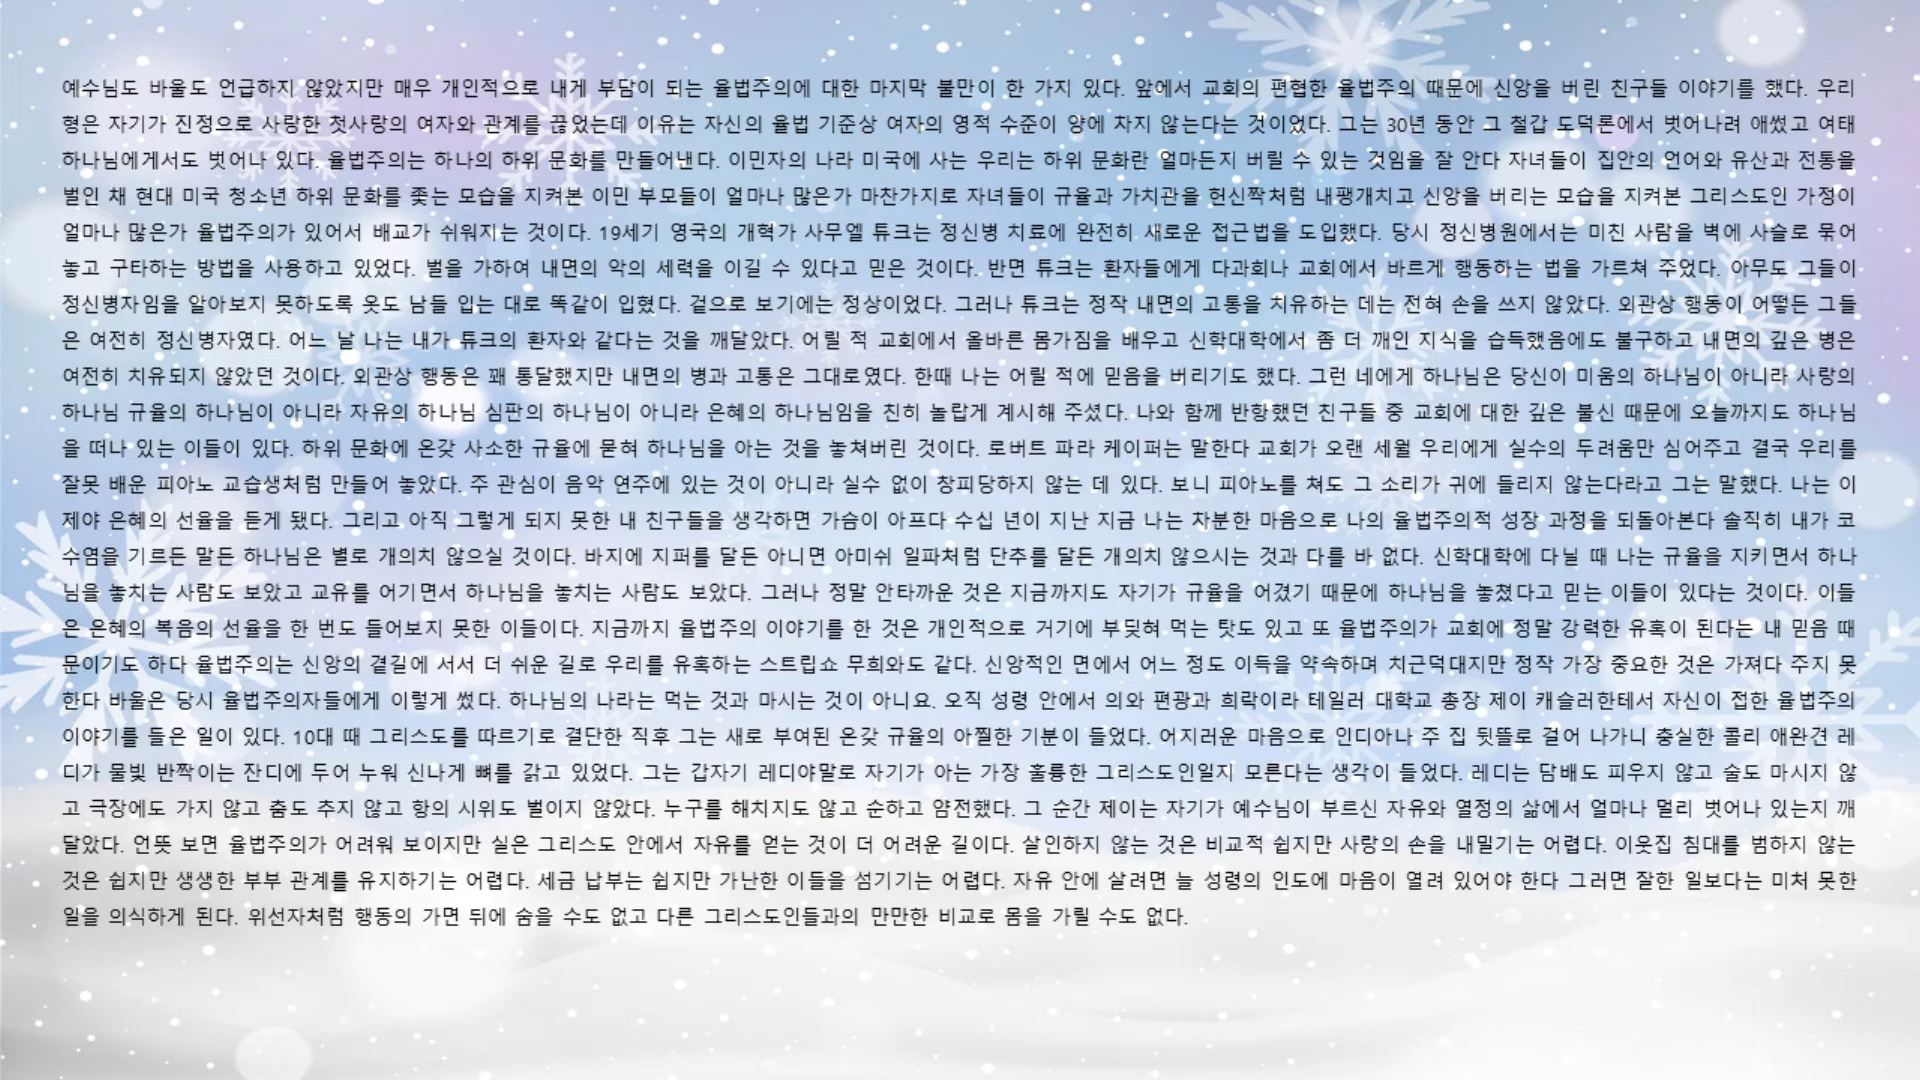 예수님도 바울도 언급하지 않았지만 매우 개인적으로 내게 부담이 되는 율법주의에 대한 마지막 불만이 한 가지 있다. 앞에서 교회의 편협한 율법주의 때문에 신앙을 버린 친구들 이야기를 했다. 우리
형은 자기가 진정으로 사랑한 첫사랑의 여자와 관계를 끊었는데 이유는 자신의 율법 기준상 여자의 영적 수준이 양에 차지 않는다는 것이었다. 그는 30년 동안 그 철갑 도덕론에서 벗어나려 애썼고 여태
하나님에게서도 벗어나 있다. 율법주의는 하나의 하위 문화를 만들어낸다. 이민자의 나라 미국에 사는 우리는 하위 문화란 얼마든지 버릴 수 있는 것임을 잘 안다 자녀들이 집안의 언어와 유산과 전통을
벌인 채 현대 미국 청소년 하위 문화를 좇는 모습을 지켜본 이민 부모들이 얼마나 많은가 마찬가지로 자녀들이 규율과 가치관을 헌신짝처럼 내팽개치고 신앙을 버리는 모습을 지켜본 그리스도인 가정이
얼마나 많은가 율법주의가 있어서 배교가 쉬워지는 것이다. 19세기 영국의 개혁가 사무엘 튜크는 정신병 치료에 완전히 새로운 접근법을 도입했다. 당시 정신병원에서는 미친 사람을 벽에 사슬로 묶어
놓고 구타하는 방법을 사용하고 있었다. 벌을 가하여 내면의 악의 세력을 이길 수 있다고 믿은 것이다. 반면 튜크는 환자들에게 다과회나 교회에서 바르게 행동하는 법을 가르쳐 주었다. 아무도 그들이
정신병자임을 알아보지 못하도록 옷도 남들 입는 대로 똑같이 입혔다. 겉으로 보기에는 정상이었다. 그러나 튜크는 정작 내면의 고통을 치유하는 데는 전혀 손을 쓰지 않았다. 외관상 행동이 어떻든 그들
은 여전히 정신병자였다. 어느 날 나는 내가 튜크의 환자와 같다는 것을 깨달았다. 어릴 적 교회에서 올바른 몸가짐을 배우고 신학대학에서 좀 더 깨인 지식을 습득했음에도 불구하고 내면의 깊은 병은
여전히 치유되지 않았던 것이다. 외관상 행동은 꽤 통달했지만 내면의 병과 고통은 그대로였다. 한때 나는 어릴 적에 믿음을 버리기도 했다. 그런 네에게 하나님은 당신이 미움의 하나님이 아니라 사랑의
하나님 규율의 하나님이 아니라 자유의 하나님 심판의 하나님이 아니라 은혜의 하나님임을 친히 놀랍게 계시해 주셨다. 나와 함께 반항했던 친구들 중 교회에 대한 깊은 불신 때문에 오늘까지도 하나님
을 떠나 있는 이들이 있다. 하위 문화에 온갖 사소한 규율에 묻혀 하나님을 아는 것을 놓쳐버린 것이다. 로버트 파라 케이퍼는 말한다 교회가 오랜 세월 우리에게 실수의 두려움만 심어주고 결국 우리를
잘못 배운 피아노 교습생처럼 만들어 놓았다. 주 관심이 음악 연주에 있는 것이 아니라 실수 없이 창피당하지 않는 데 있다. 보니 피아노를 쳐도 그 소리가 귀에 들리지 않는다라고 그는 말했다. 나는 이
제야 은혜의 선율을 듣게 됐다. 그리고 아직 그렇게 되지 못한 내 친구들을 생각하면 가슴이 아프다 수십 년이 지난 지금 나는 차분한 마음으로 나의 율법주의적 성장 과정을 되돌아본다 솔직히 내가 코
수염을 기르든 말든 하나님은 별로 개의치 않으실 것이다. 바지에 지퍼를 달든 아니면 아미쉬 일파처럼 단추를 달든 개의치 않으시는 것과 다를 바 없다. 신학대학에 다닐 때 나는 규율을 지키면서 하나
님을 놓치는 사람도 보았고 교유를 어기면서 하나님을 놓치는 사람도 보았다. 그러나 정말 안타까운 것은 지금까지도 자기가 규율을 어겼기 때문에 하나님을 놓쳤다고 믿는 이들이 있다는 것이다. 이들
은 은혜의 복음의 선율을 한 번도 들어보지 못한 이들이다. 지금까지 율법주의 이야기를 한 것은 개인적으로 거기에 부딪혀 먹는 탓도 있고 또 율법주의가 교회에 정말 강력한 유혹이 된다는 내 믿음 때
문이기도 하다 율법주의는 신앙의 곁길에 서서 더 쉬운 길로 우리를 유혹하는 스트립쇼 무희와도 같다. 신앙적인 면에서 어느 정도 이득을 약속하며 치근덕대지만 정작 가장 중요한 것은 가져다 주지 못
한다 바울은 당시 율법주의자들에게 이렇게 썼다. 하나님의 나라는 먹는 것과 마시는 것이 아니요. 오직 성령 안에서 의와 편광과 희락이라 테일러 대학교 총장 제이 캐슬러한테서 자신이 접한 율법주의
이야기를 들은 일이 있다. 10대 때 그리스도를 따르기로 결단한 직후 그는 새로 부여된 온갖 규율의 아찔한 기분이 들었다. 어지러운 마음으로 인디아나 주 집 뒷뜰로 걸어 나가니 충실한 콜리 애완견 레
디가 물빛 반짝이는 잔디에 두어 누워 신나게 뼈를 갉고 있었다. 그는 갑자기 레디야말로 자기가 아는 가장 훌륭한 그리스도인일지 모른다는 생각이 들었다. 레디는 담배도 피우지 않고 술도 마시지 않
고 극장에도 가지 않고 춤도 추지 않고 항의 시위도 벌이지 않았다. 누구를 해치지도 않고 순하고 얌전했다. 그 순간 제이는 자기가 예수님이 부르신 자유와 열정의 삶에서 얼마나 멀리 벗어나 있는지 깨
달았다. 언뜻 보면 율법주의가 어려워 보이지만 실은 그리스도 안에서 자유를 얻는 것이 더 어려운 길이다. 살인하지 않는 것은 비교적 쉽지만 사랑의 손을 내밀기는 어렵다. 이웃집 침대를 범하지 않는
것은 쉽지만 생생한 부부 관계를 유지하기는 어렵다. 세금 납부는 쉽지만 가난한 이들을 섬기기는 어렵다. 자유 안에 살려면 늘 성령의 인도에 마음이 열려 있어야 한다 그러면 잘한 일보다는 미처 못한
일을 의식하게 된다. 위선자처럼 행동의 가면 뒤에 숨을 수도 없고 다른 그리스도인들과의 만만한 비교로 몸을 가릴 수도 없다.